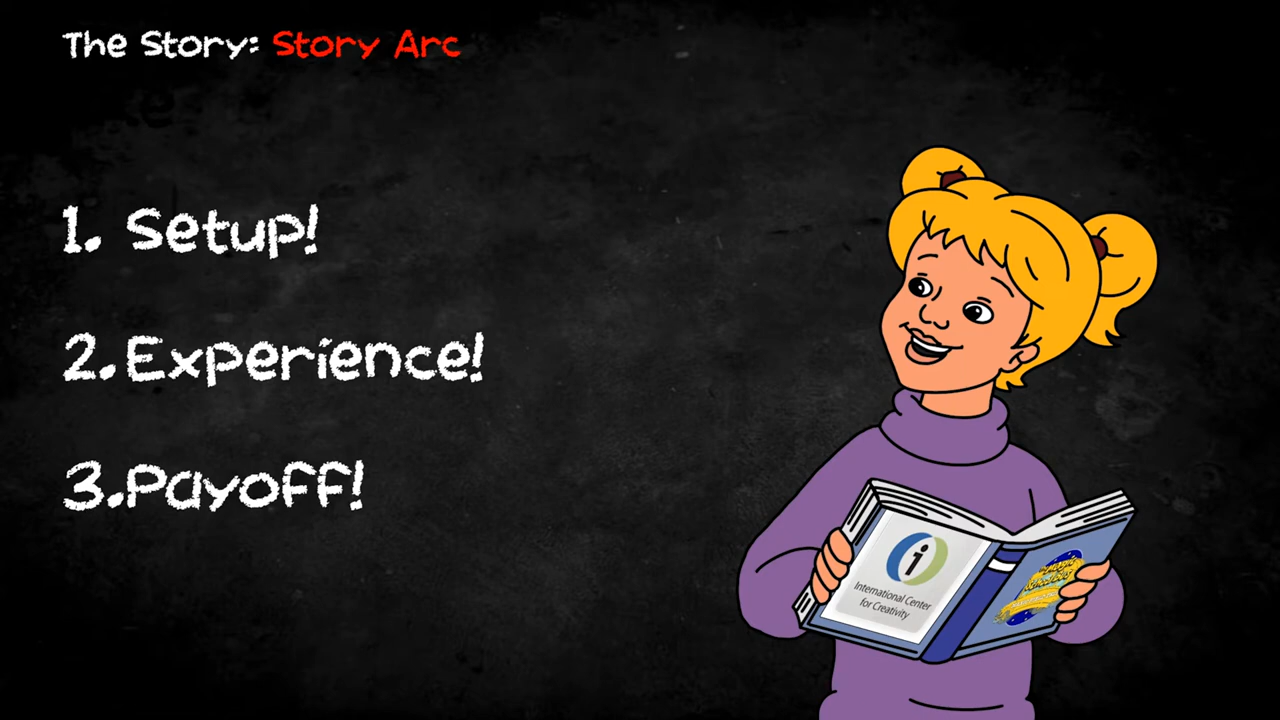 The Story: Story Arc
1. Setup!
2. Experience!
3. Payoff!
International Center
for Creativity